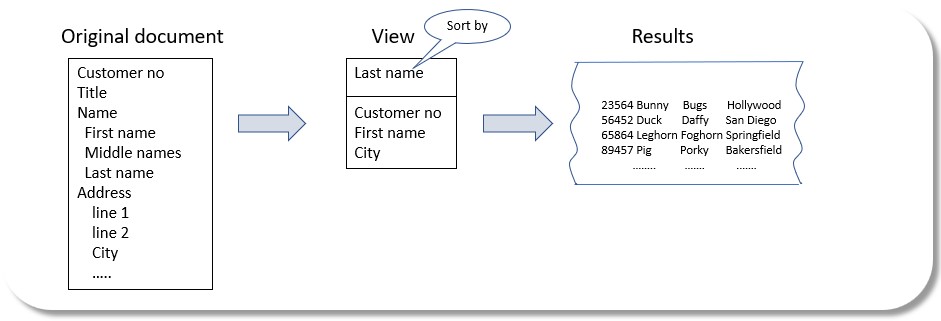 Original document
Customer no
Title
Name
First name
Middle names
Last name
Address
line 1
line 2
City
.....
View
Sort by
Last name
Customer no
First name
City
Results
23564 Bunny Bugs Hollywood
56452 Duck Daffy San Diego
65864 Leghorn Foghorn Springfield
89457 Pig Porky Bakersfield
........ ....... .......